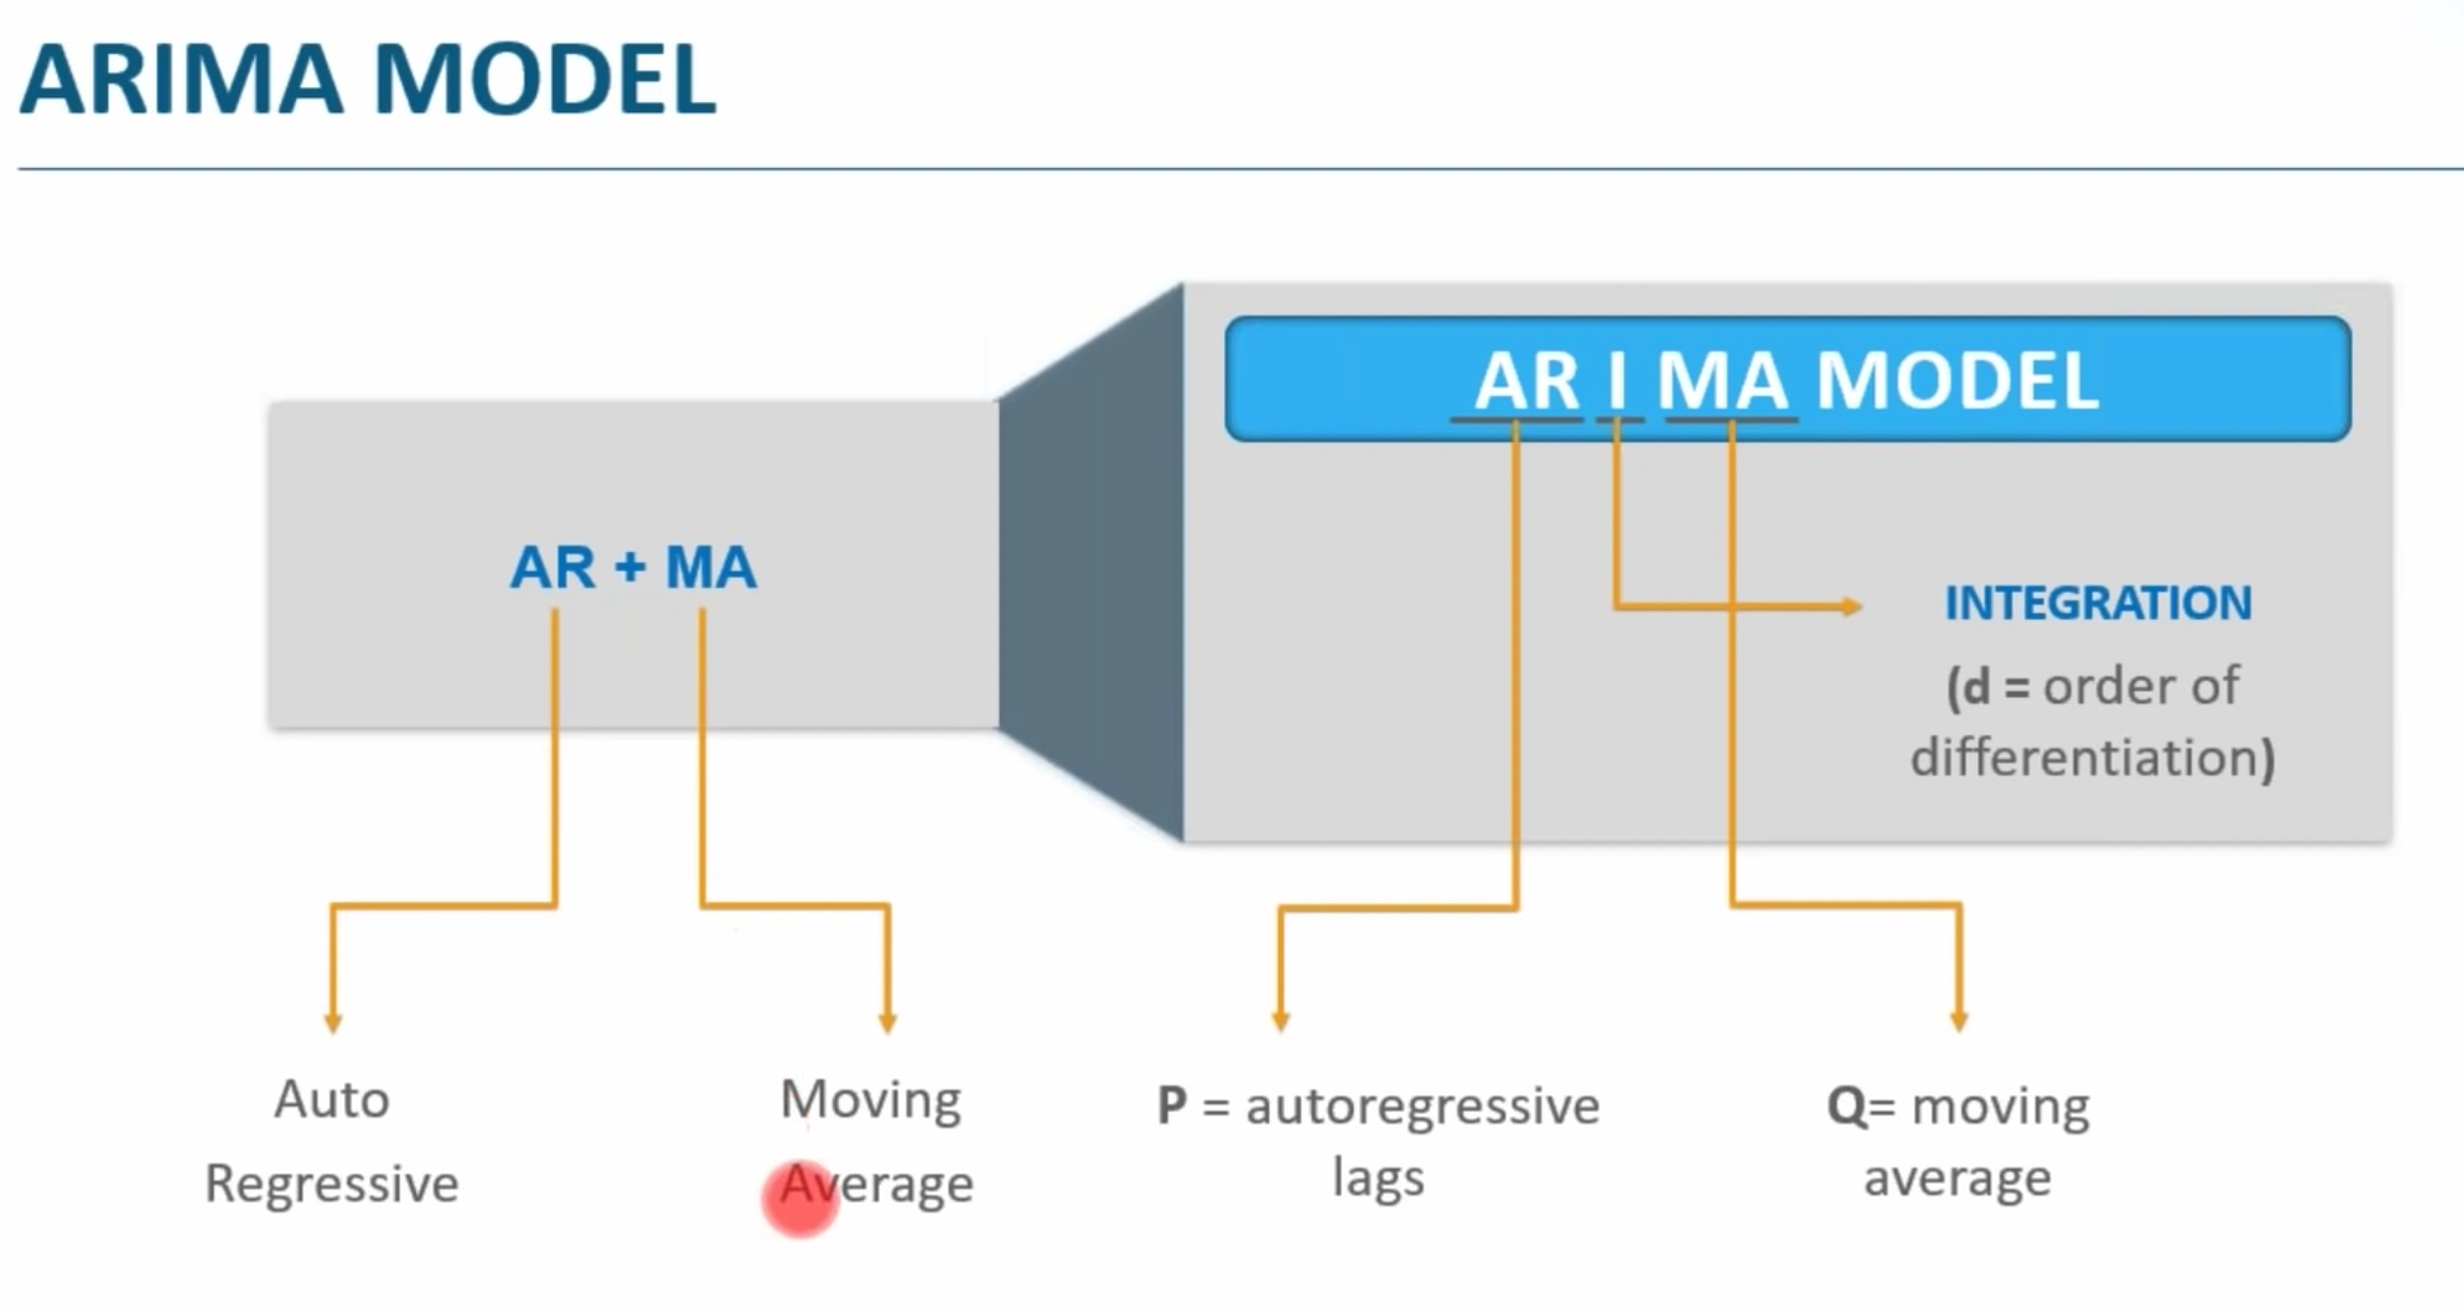 ARIMA MODEL
AR I MA MODEL
AR + MA
INTEGRATION
(d = order of
differentiation)
Auto
Regressive
Moving
Average
P = autoregressive
lags
Q= moving
average